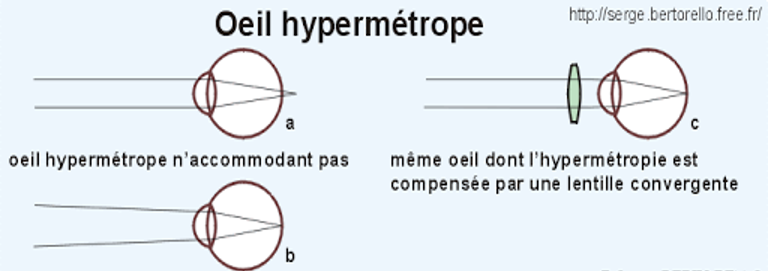 Oeil hypermétrope
http://serge.bertorello.free.fr/
a
c
oeil hypermétrope n'accommodant pas
même oeil dont l'hypermétropie est
compensée par une lentille convergente
b